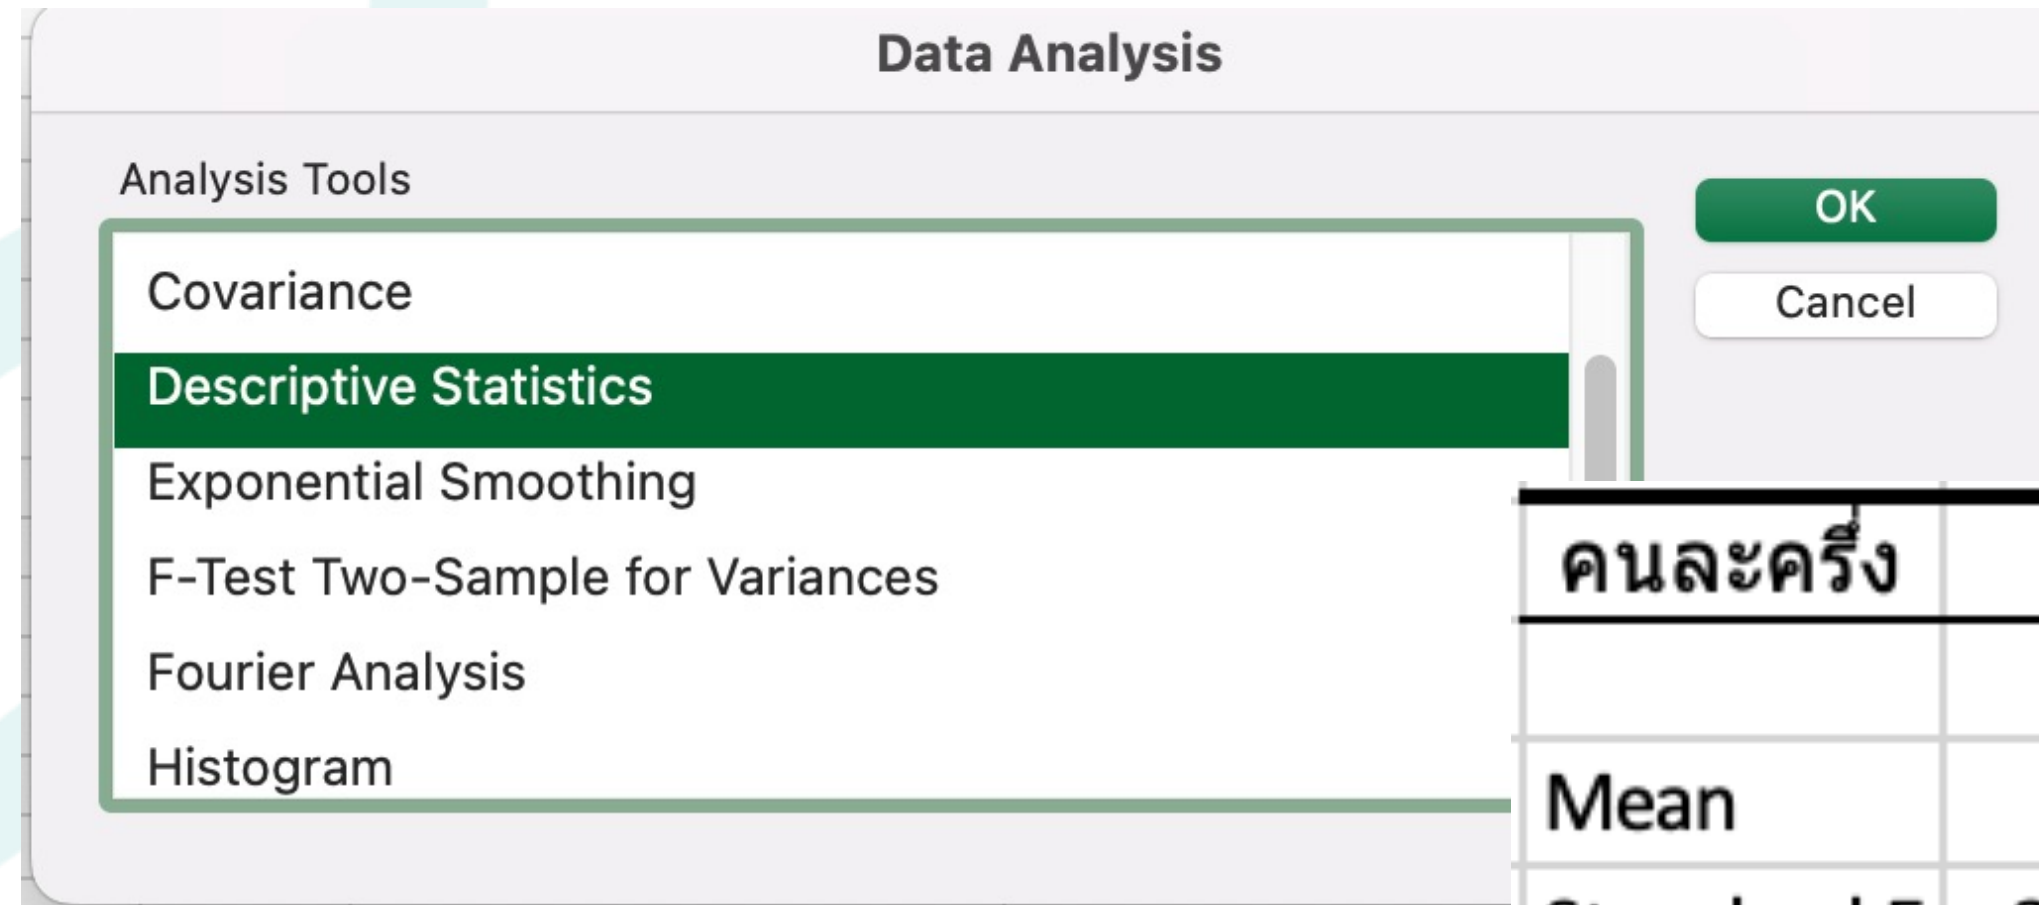 Data Analysis
Analysis Tools
OK
Cancel
Covariance
Descriptive Statistics
Exponential Smoothing
F-Test Two-Sample for Variances
Fourier Analysis
Histogram
คนละครึ่ง
Mean